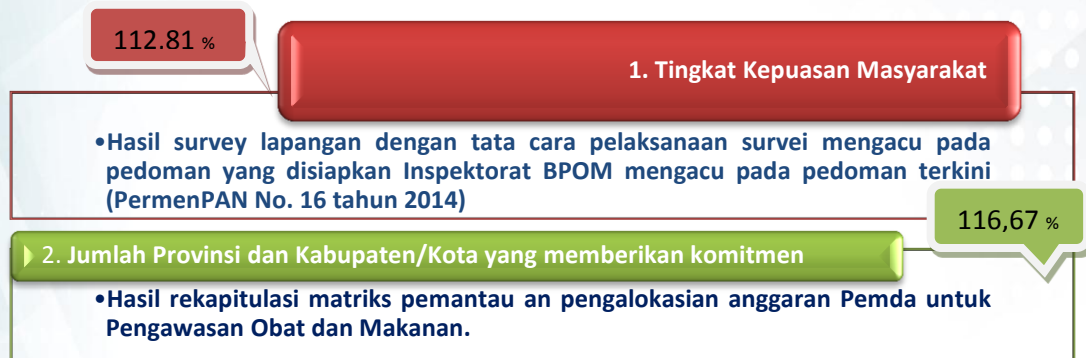 112.81 %
1. Tingkat Kepuasan Masyarakat
•Hasil survey lapangan dengan tata cara pelaksanaan survei mengacu pada
pedoman yang disiapkan Inspektorat BPOM mengacu pada pedoman terkini
(PermenPAN No. 16 tahun 2014)
116,67 %
2. Jumlah Provinsi dan Kabupaten/Kota yang memberikan komitmen
•Hasil rekapitulasi matriks pemantau an pengalokasian anggaran Pemda untuk
Pengawasan Obat dan Makanan.